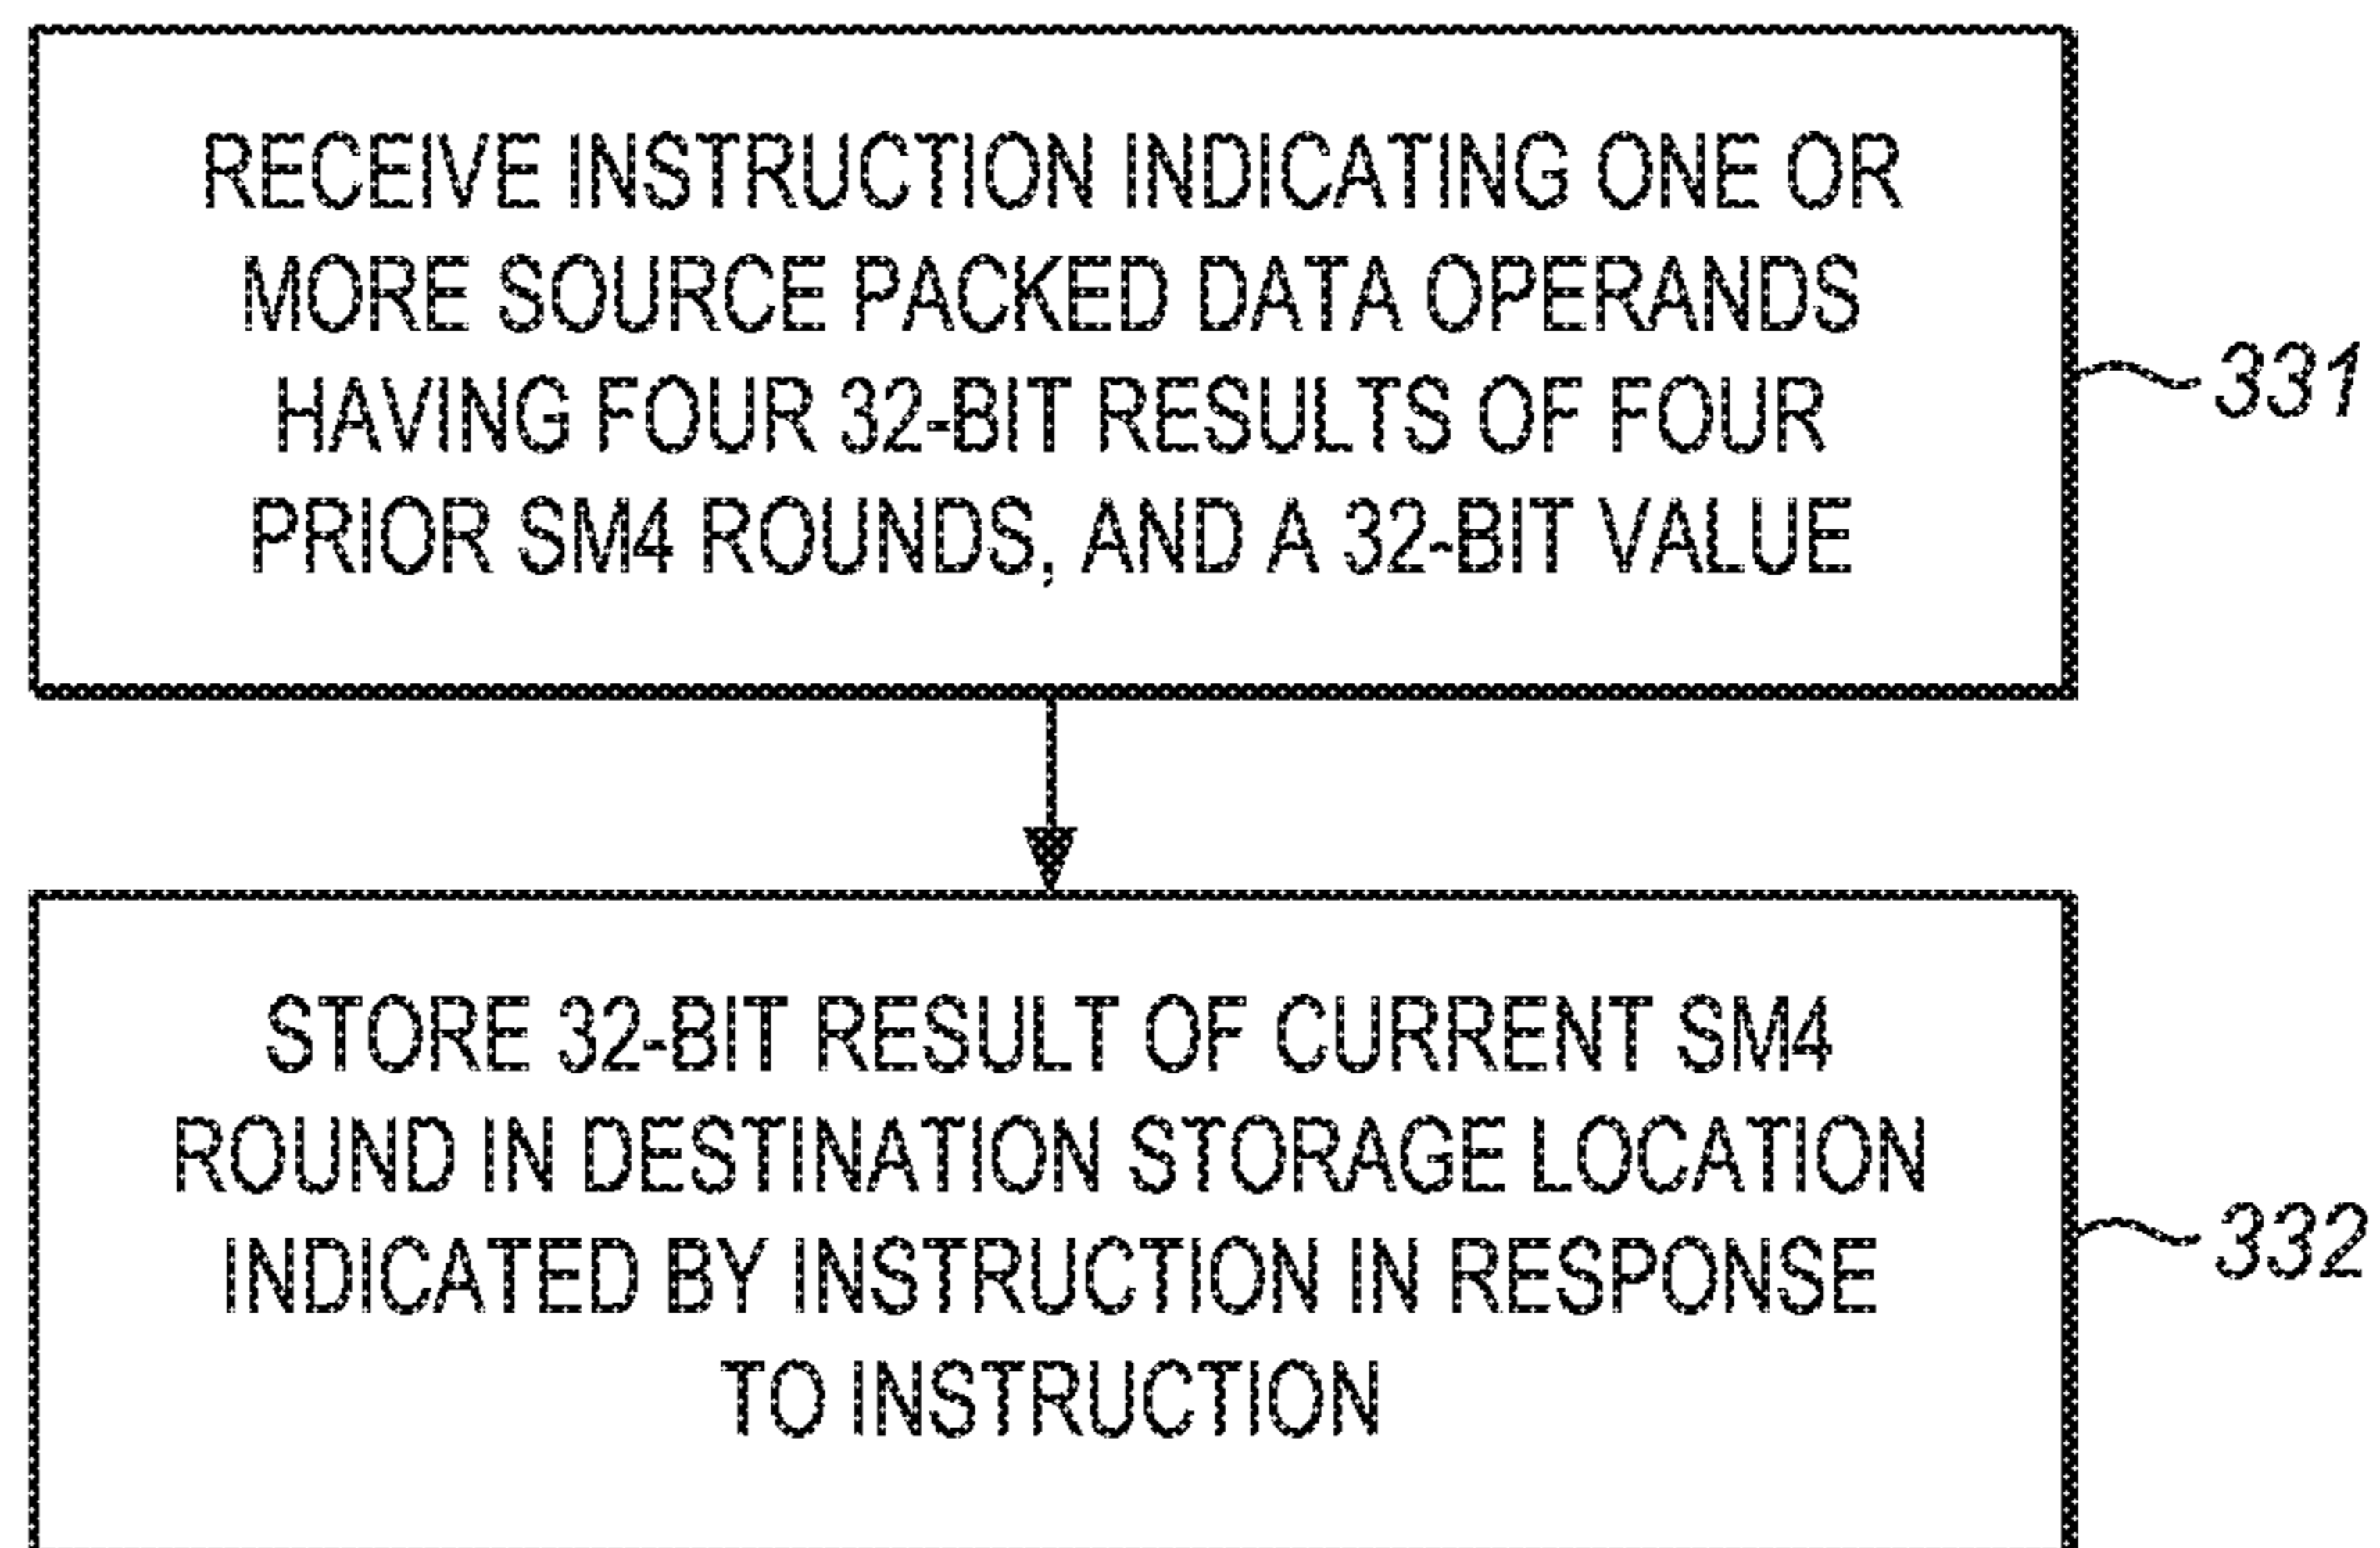 RECEIVE INSTRUCTION INDICATING ONE OR
MORE SOURCE PACKED DATA OPERANDS
HAVING FOUR 32-BIT RESULTS OF FOUR
PRIOR SM4 ROUNDS, AND A 32-BIT VALUE
331
STORE 32-BIT RESULT OF CURRENT SM4
ROUND IN DESTINATION STORAGE LOCATION
INDICATED BY INSTRUCTION IN RESPONSE
TO INSTRUCTION
332